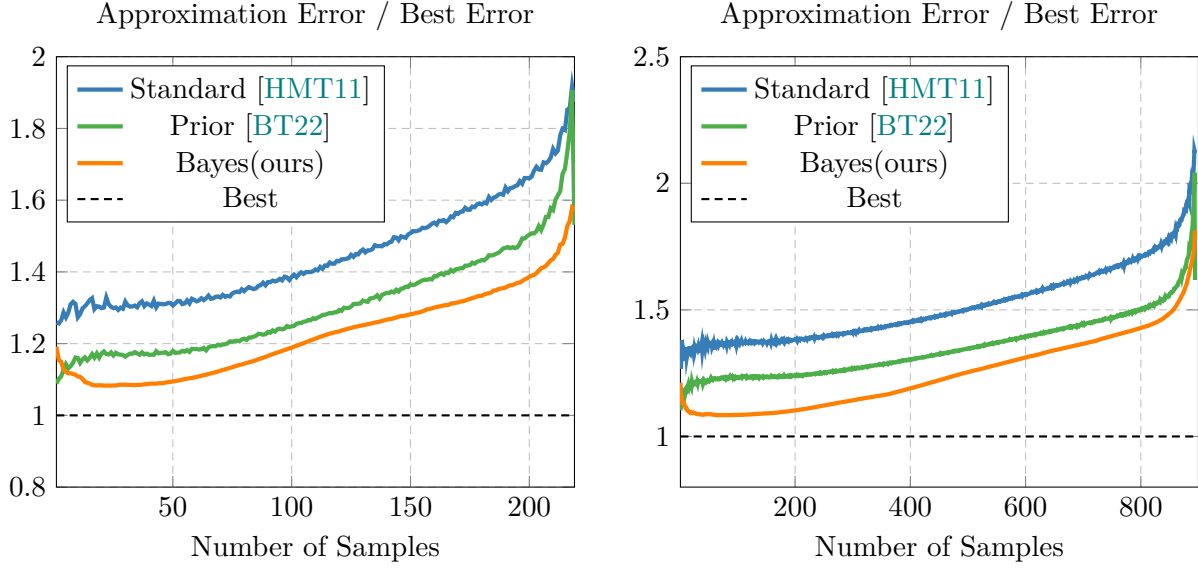 Approximation Error / Best Error
2
1.8
1.6
1.4
1.2
1
0.8
Standard [HMT11]
Prior [BT22]
Bayes(ours)
Best
50
100
150
200
Number of Samples
Approximation Error / Best Error
2.5
2
1.5
1
Standard [HMT11]
Prior [BT22]
Bayes(ours)
Best
200
400
600
800
Number of Samples